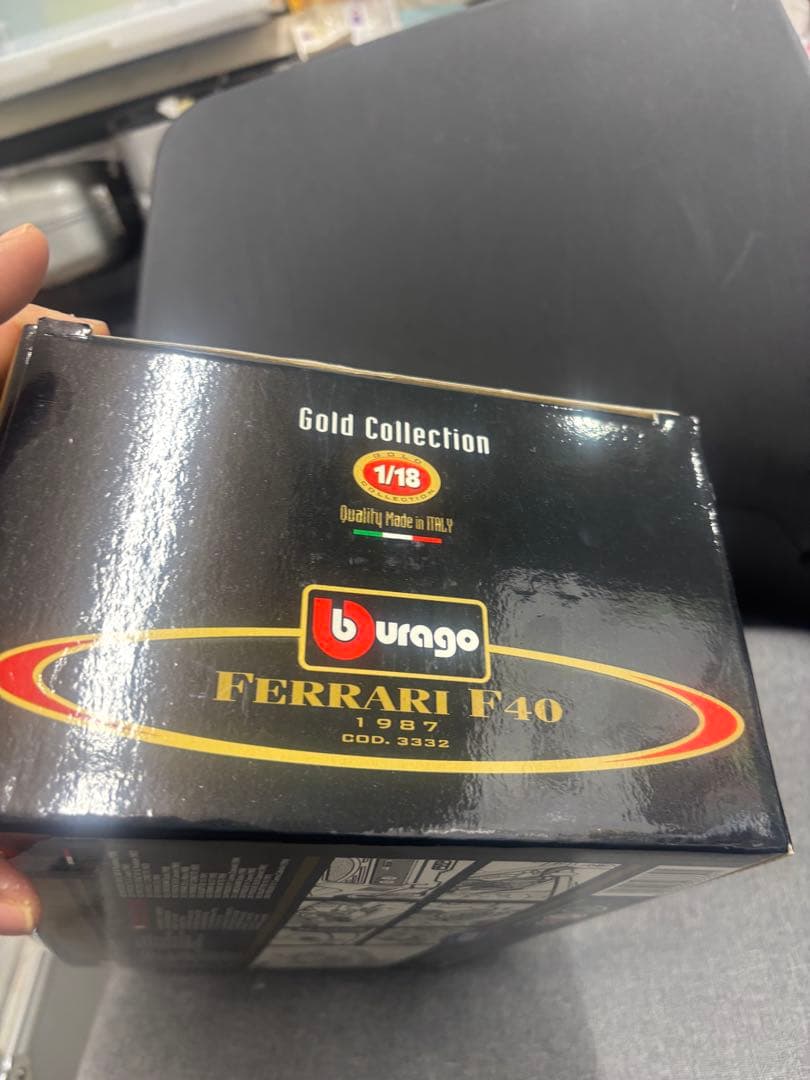 Gold Collection
GOLD
1/18
COLLECTION
Quality Made in ITALY
burago
FERRARI F40
1987
COD. 3332